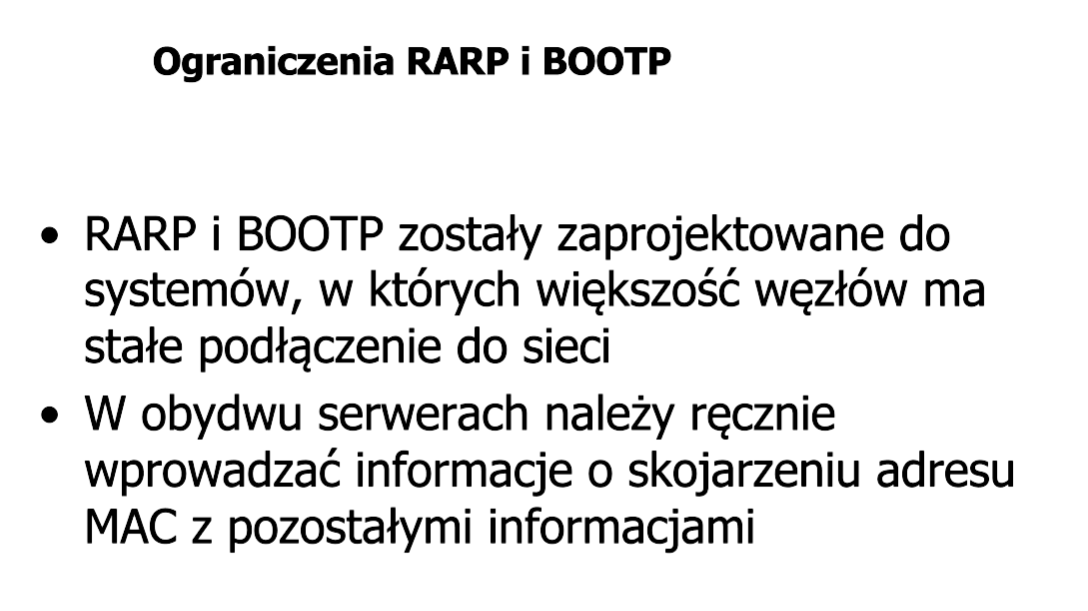 Ograniczenia RARP i BOOTP
• RARP i BOOTP zostały zaprojektowane do
systemów, w których większość węzłów ma
stałe podłączenie do sieci
• W obydwu serwerach należy ręcznie
wprowadzać informacje o skojarzeniu adresu
MAC z pozostałymi informacjami